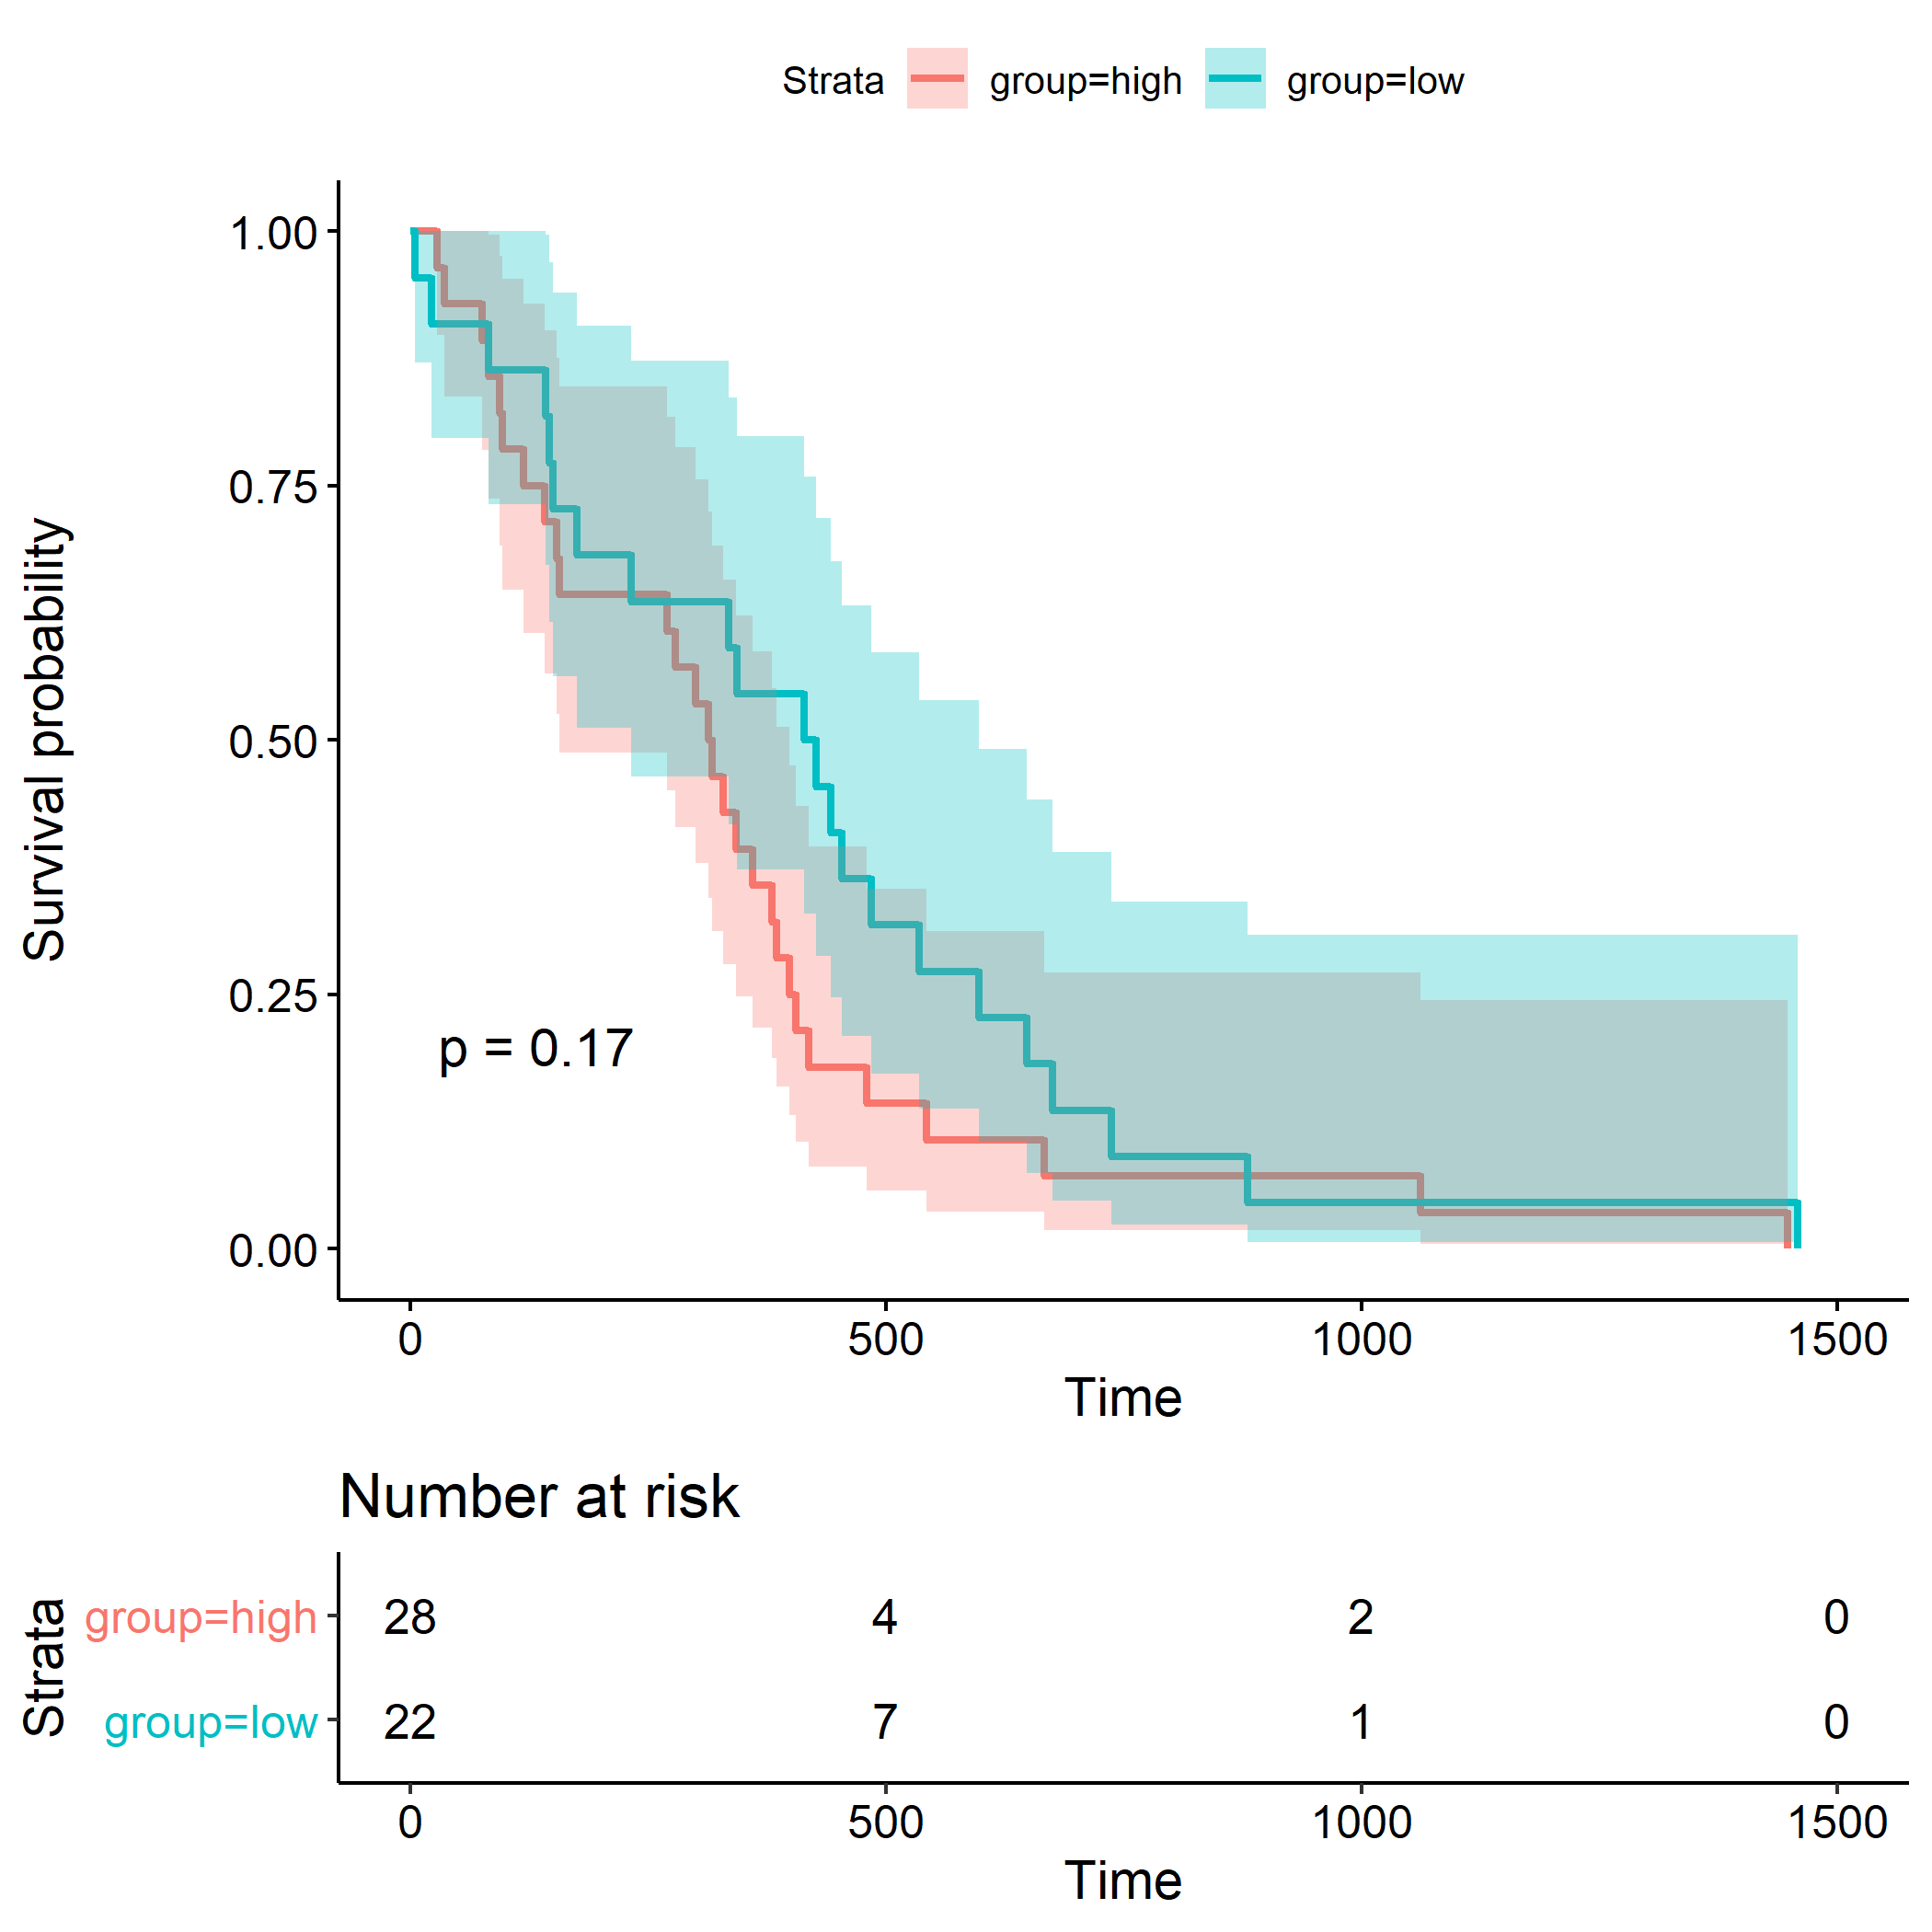 Strata group=high group=low
1.00
0.75
0.50
0.25
0.00
Survival probability
p = 0.17
0 500 1000 1500
Time
Number at risk
Strata
group=high 28 4 2 0
group=low 22 7 1 0
0 500 1000 1500
Time